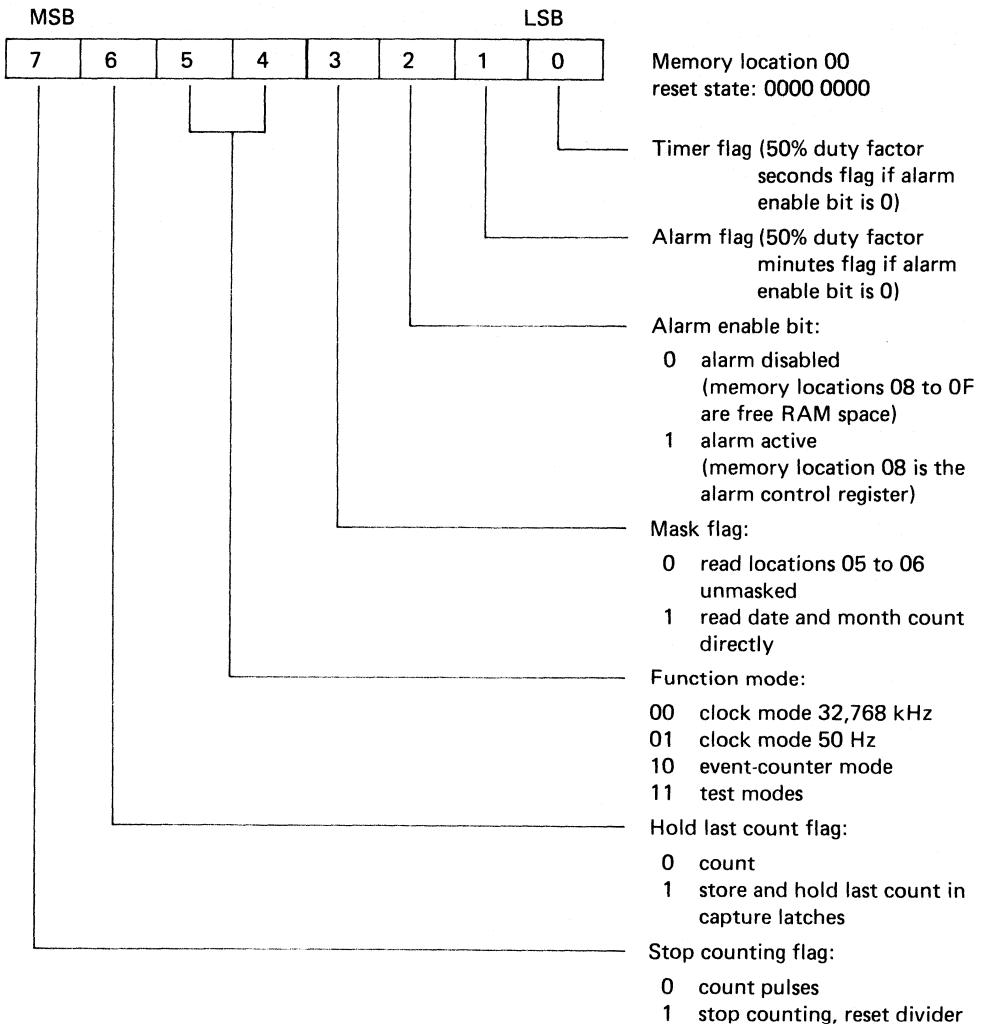 MSB LSB
7 6 5 4 3 2 1 0
Memory location 00
reset state: 0000 0000
Timer flag (50% duty factor
seconds flag if alarm
enable bit is 0)
Alarm flag (50% duty factor
minutes flag if alarm
enable bit is 0)
Alarm enable bit:
0 alarm disabled
(memory locations 08 to 0F
are free RAM space)
1 alarm active
(memory location 08 is the
alarm control register)
Mask flag:
0 read locations 05 to 06
unmasked
1 read date and month count
directly
Function mode:
00 clock mode 32,768 kHz
01 clock mode 50 Hz
10 event-counter mode
11 test modes
Hold last count flag:
0 count
1 store and hold last count in
capture latches
Stop counting flag:
0 count pulses
1 stop counting, reset divider